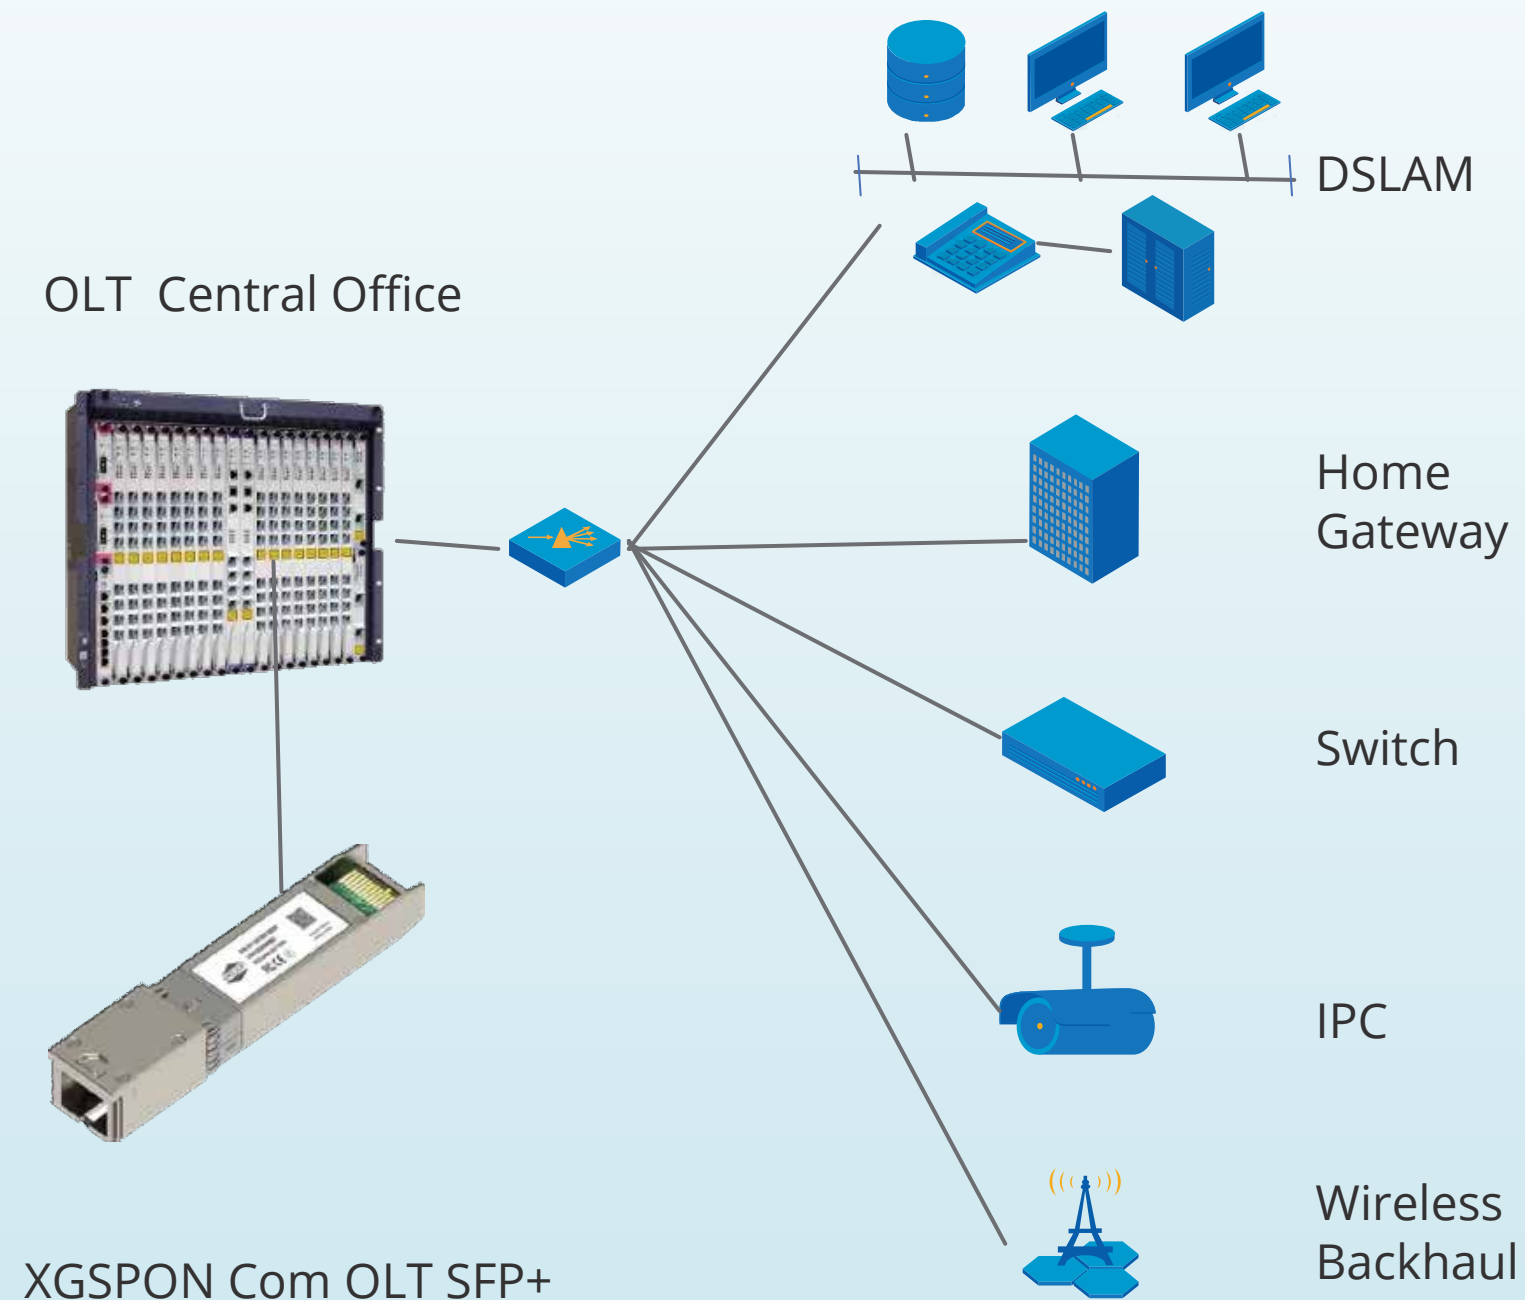 DSLAM
OLT Central Office
Home
Gateway
Switch
IPC
Wireless
Backhaul
XGSPON Com OLT SFP+